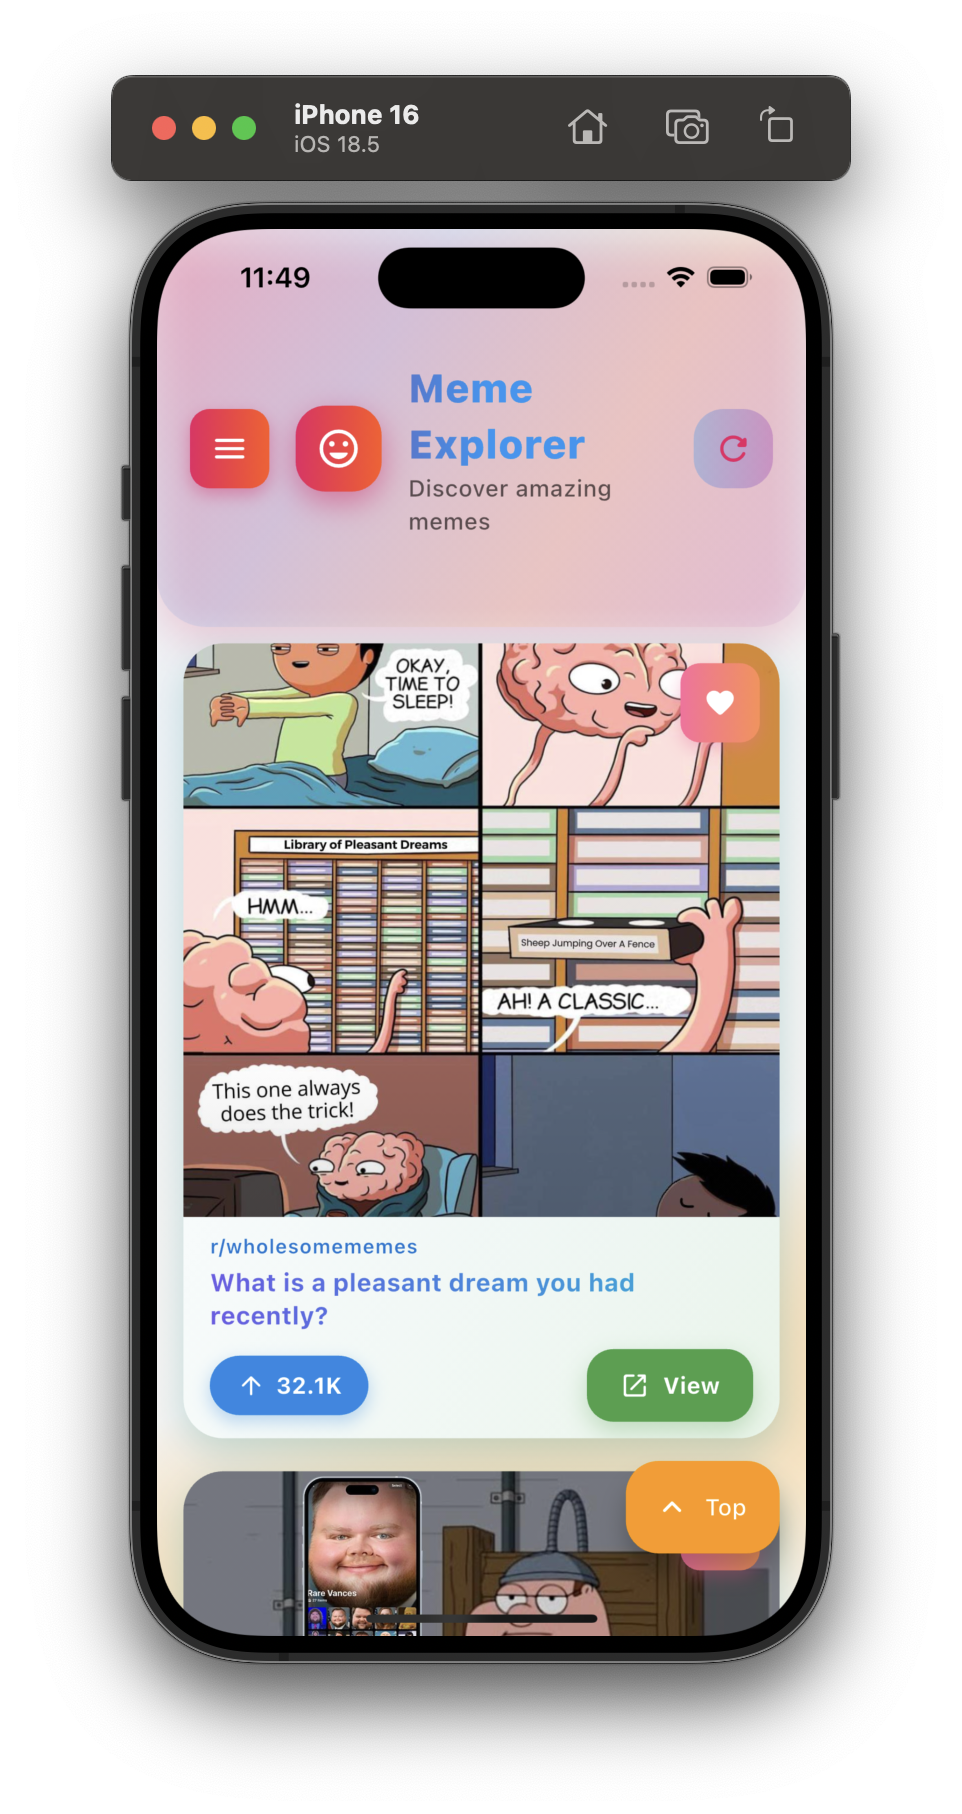 iPhone 16
iOS 18.5
11:49
Meme
Explorer
Discover amazing
memes
OKAY,
TIME TO
SLEEP!
Library of Pleasant Dreams
HMM...
Sheep Jumping Over A Fence
AH! A CLASSIC...
This one always
does the trick!
r/wholesomememes
What is a pleasant dream you had
recently?
32.1K
View
Top
Rare Vances